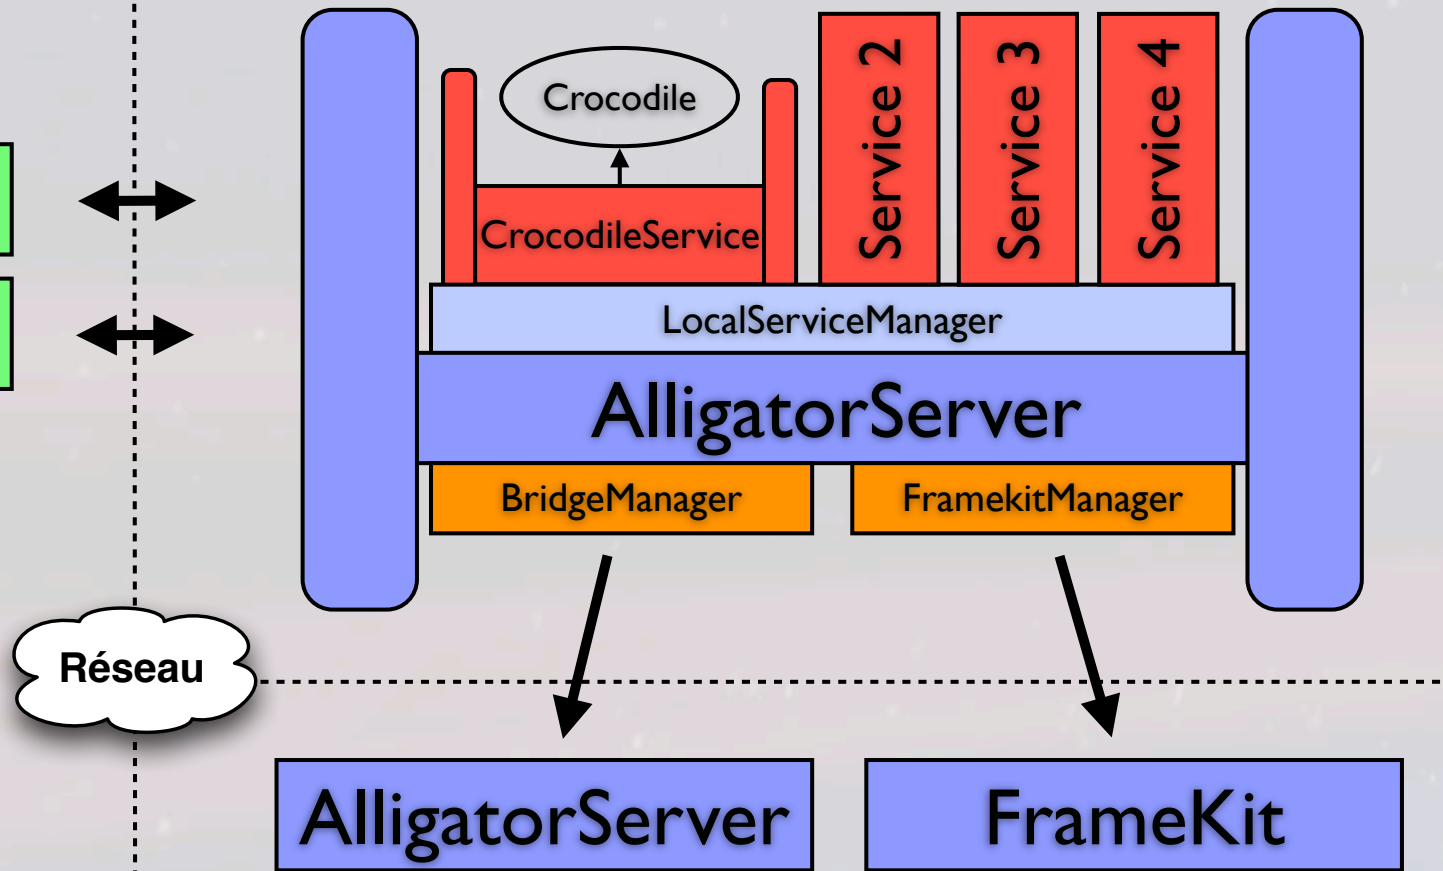 Crocodile
CrocodileService
Service 2
Service 3
Service 4
LocalServiceManager
AlligatorServer
BridgeManager
FramekitManager
Réseau
AlligatorServer
FrameKit